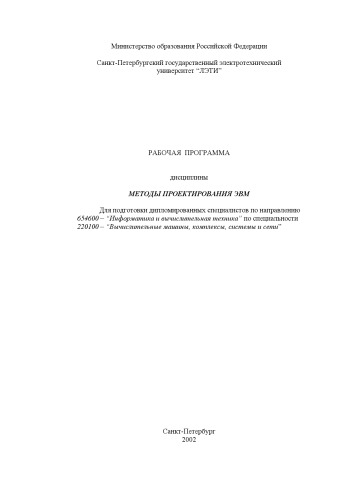 Министерство образования Российской Федерации
Санкт-Петербургский государственный электротехнический
университет “ЛЭТИ”
РАБОЧАЯ ПРОГРАММА
дисциплины
МЕТОДЫ ПРОЕКТИРОВАНИЯ ЭВМ
Для подготовки дипломированных специалистов по направлению
654600 – “Информатика и вычислительная техника” по специальности
220100 – “Вычислительные машины, комплексы, системы и сети”
Санкт-Петербург
2002